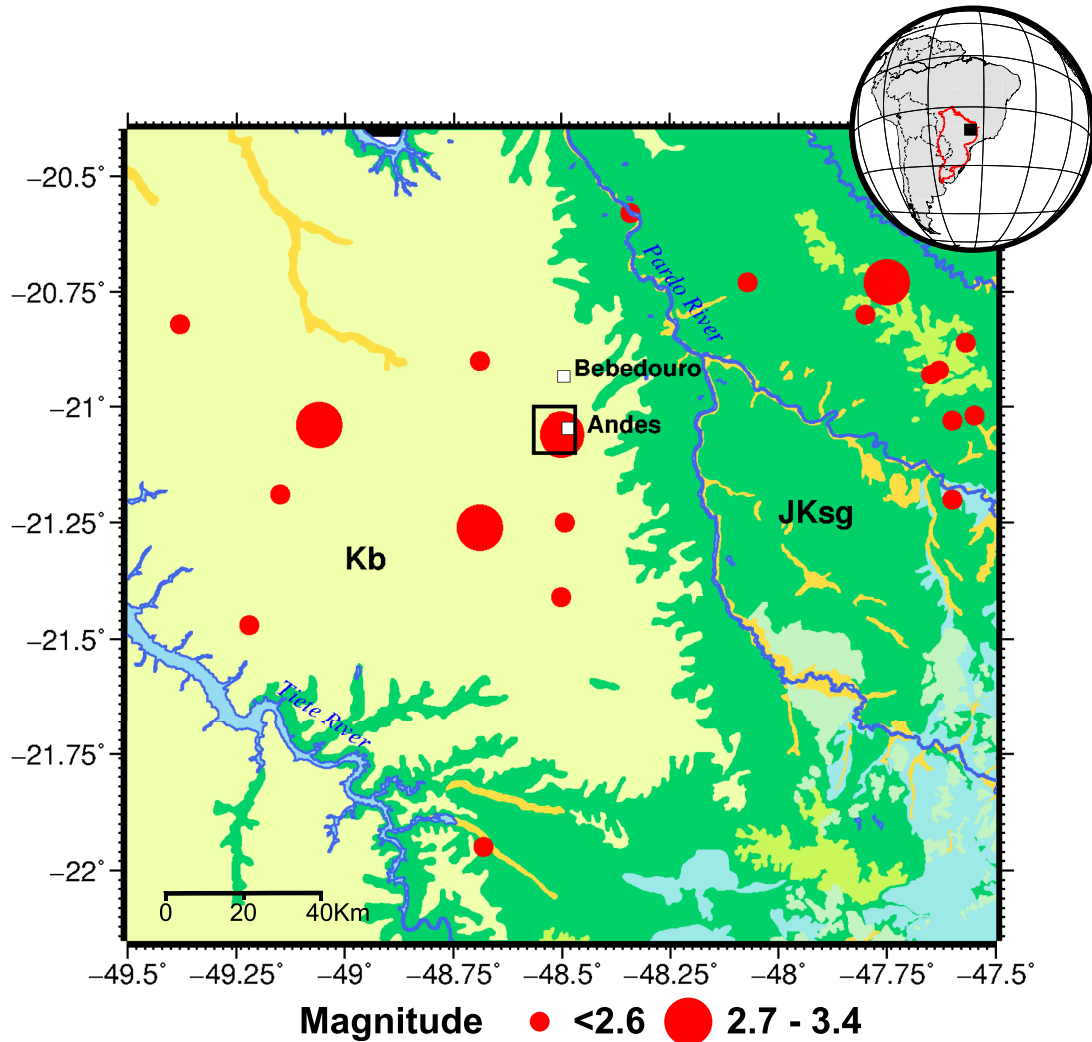 −20.5°
−20.75°
−21°
−21.25°
−21.5°
−21.75°
−22°
Pardo River
Bebedouro
Andes
JKsg
Kb
Tiete River
0 20 40Km
−49.5° −49.25° −49° −48.75° −48.5° −48.25° −48° −47.75° −47.5°
Magnitude <2.6 2.7 - 3.4